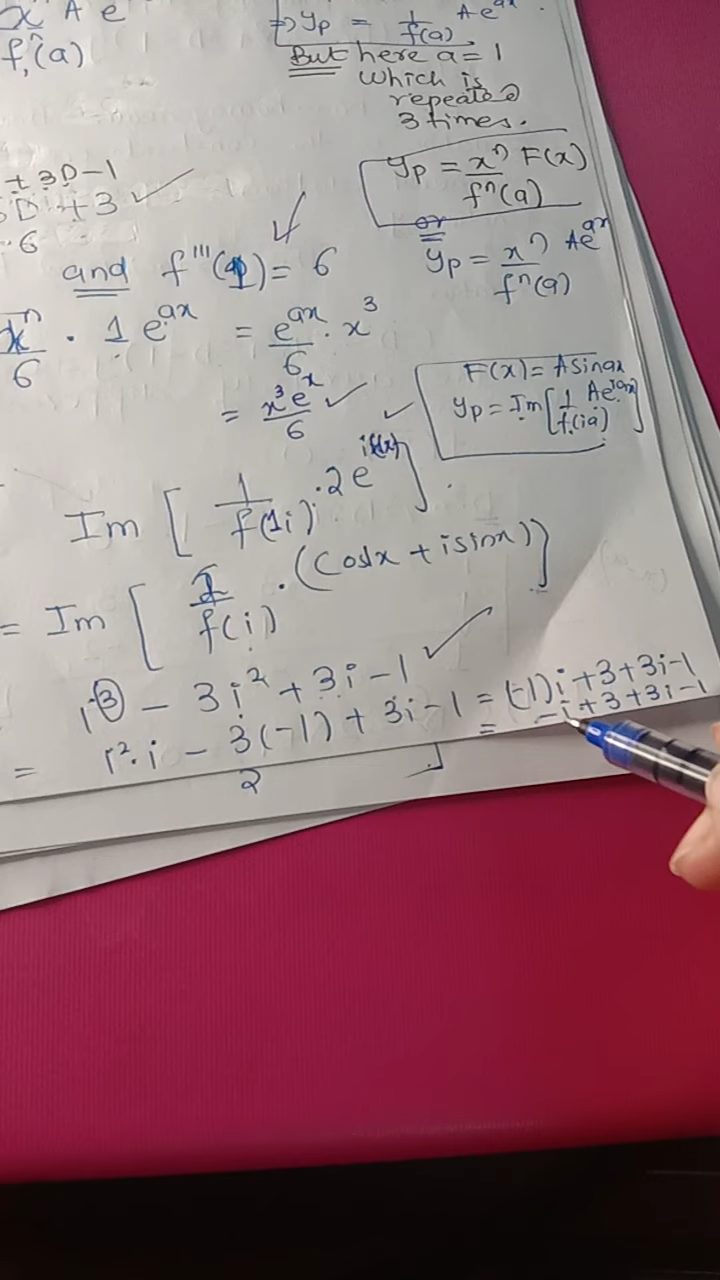 x^n A e
f^n(a)
⇒ yp = 1/f(a) A e^ax.
But here a = 1
which is
repeated
3 times.
yp = x^n/f^n(a) F(x)
or
yp = x^n/f^n(a) Ae^ax
+ 3D - 1
D + 3 ✓
6
and f'''(1) = 6
x^n/6 · 1 e^ax = e^ax/6 · x^3
= x^3 e^x/6 ✓
F(x) = A sin ax
✓ yp = Im[1/f(ia) Ae^iax]
Im [1/f(1i) · 2e^i(1x)].
= Im [2/f(i) · (cosx + i sinx)]
i^3 - 3i^2 + 3i - 1 ✓
= i^2·i - 3(-1) + 3i - 1 = (-1)i + 3 + 3i - 1
= -i + 3 + 3i - 1
2 ]